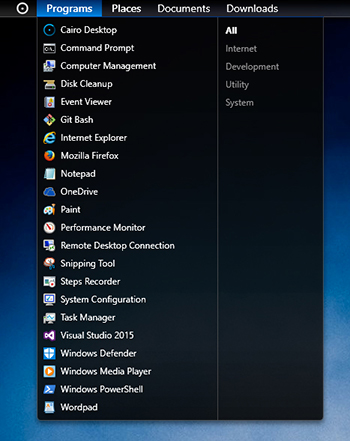 Programs Places Documents Downloads
Cairo Desktop
Command Prompt
Computer Management
Disk Cleanup
Event Viewer
Git Bash
Internet Explorer
Mozilla Firefox
Notepad
OneDrive
Paint
Performance Monitor
Remote Desktop Connection
Snipping Tool
Steps Recorder
System Configuration
Task Manager
Visual Studio 2015
Windows Defender
Windows Media Player
Windows PowerShell
Wordpad
All
Internet
Development
Utility
System